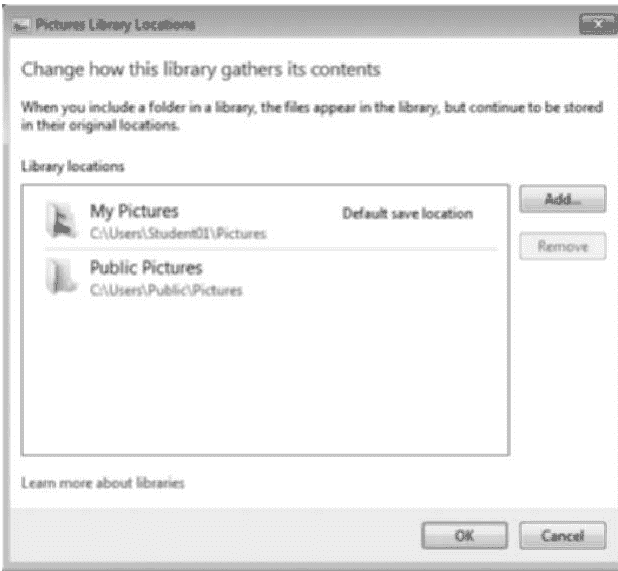 Pictures Library Locations
Change how this library gathers its contents
When you include a folder in a library, the files appear in the library, but continue to be stored
in their original locations.
Library locations
My Pictures
Default save location
C:\Users\Student01\Pictures
Public Pictures
C:\Users\Public\Pictures
Add...
Remove
Learn more about libraries
OK
Cancel